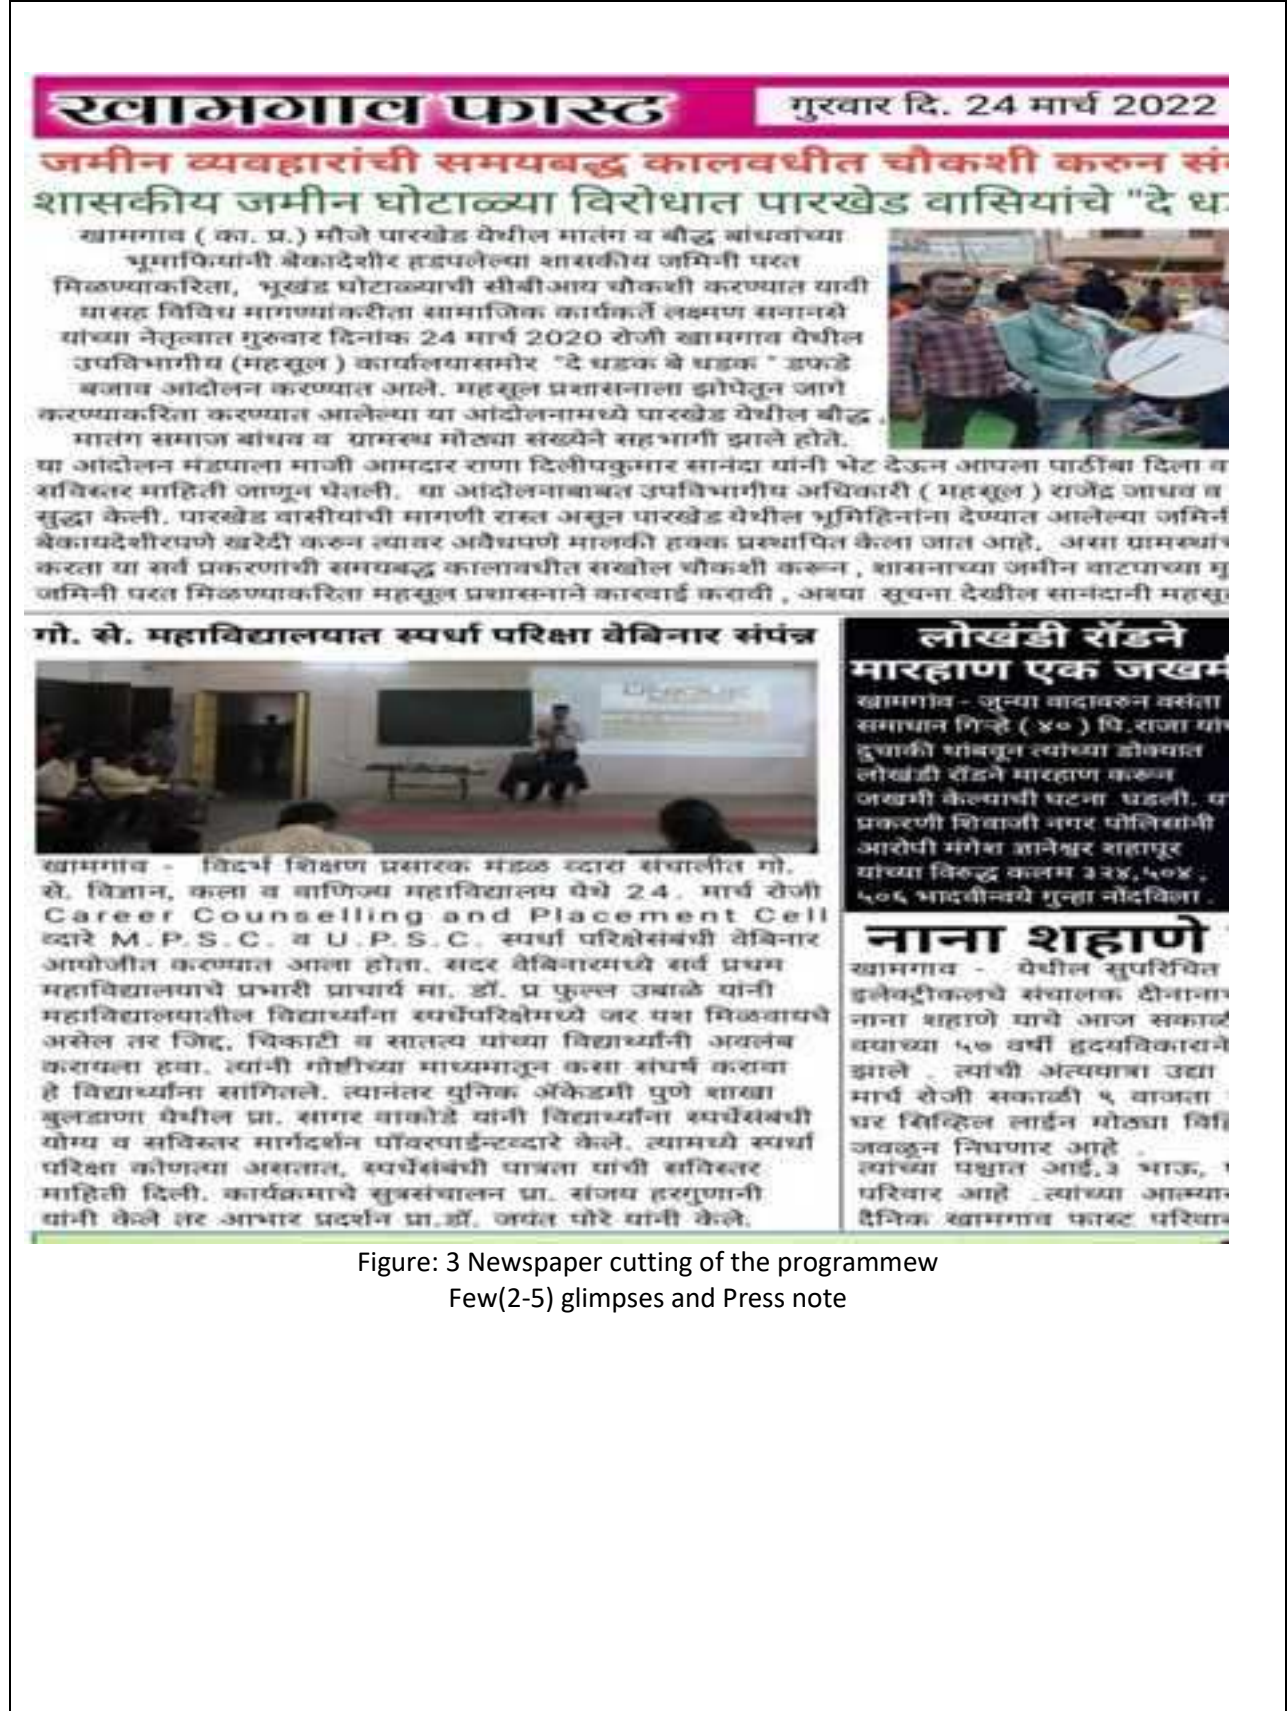 खामगाव फास्ट
गुरवार दि. 24 मार्च 2022
जमीन व्यवहारांची समयबद्ध कालवधीत चौकशी करुन
शासकीय जमीन घोटाळ्या विरोधात पारखेड वासियांचे "दे
खामगाव ( का. प्र.) मौजे पारखेड येथील मातंग व बौद्ध बांधवांच्या
भूमाफियांनी बेकादेशीर हडपलेल्या शासकीय जमिनी परत
मिळण्याकरिता, भूखंड घोटाळ्याची सीबीआय चौकशी करण्यात यावी
यासह विविध मागण्यांकरीता सामाजिक कार्यकर्ते लक्ष्मण सनानसे
यांच्या नेतृत्वात गुरुवार दिनांक 24 मार्च 2020 रोजी खामगाव येथील
उपविभागीय (महसूल ) कार्यालयासमोर "दे धडक बे धडक " डफडे
बजाव आंदोलन करण्यात आले. महसूल प्रशासनाला झोपेतून जागे
करण्याकरिता करण्यात आलेल्या या आंदोलनामध्ये पारखेड येथील बौद्ध ,
मातंग समाज बांधव व ग्रामस्थ मोठ्या संख्येने सहभागी झाले होते.
या आंदोलन मंडपाला माजी आमदार राणा दिलीपकुमार सानंदा यांनी भेट देऊन आपला पाठींबा दिला व
सविस्तर माहिती जाणून घेतली. या आंदोलनाबाबत उपविभागीय अधिकारी ( महसूल ) राजेंद्र जाधव व
सुद्धा केली. पारखेड वासीयांची मागणी रास्त असून पारखेड येथील भूमिहिनांना देण्यात आलेल्या जमिनी
बेकायदेशीरपणे खरेदी करुन त्यावर अवैधपणे मालकी हक्क प्रस्थापित केला जात आहे. असा
करता या सर्व प्रकरणांची समयबद्ध कालावधीत सखोल चौकशी करून , शासनाच्या जमीन वाटपाच्या
जमिनी परत मिळण्याकरिता महसूल प्रशासनाने कारवाई करावी , अश्या सूचना देखील सानंदानी
गो. से. महाविद्यालयात स्पर्धा परिक्षा वेबिनार संपंन्न
खामगांव - विदर्भ शिक्षण प्रसारक मंडळ व्दारा संचालीत गो.
से. विज्ञान, कला व वाणिज्य महाविद्यालय येथे 24. मार्च रोजी
Career Counselling and Placement Cell
व्दारे M.P.S.C. व U.P.S.C. स्पर्धा परिक्षेसंबंधी वेबिनार
आयोजीत करण्यात आला होता. सदर वेबिनारमध्ये सर्व प्रथम
महाविद्यालयाचे प्रभारी प्राचार्य मा. डॉ. प्र फुल्ल उबाळे यांनी
महाविद्यालयातील विद्यार्थ्यांना स्पर्धेपरिक्षेमध्ये जर यश मिळवायचे
असेल तर जिद्द, चिकाटी व सातत्य यांच्या विद्यार्थ्यांनी अवलंब
करायला हवा. त्यांनी गोष्टीच्या माध्यमातून कसा संघर्ष करावा
हे विद्यार्थ्यांना सांगितले. त्यानंतर युनिक ॲकेडमी पुणे शाखा
बुलडाणा येथील प्रा. सागर वाकोडे यांनी विद्यार्थ्यांना स्पर्धेसंबधी
योग्य व सविस्तर मार्गदर्शन पॉवरपाईन्टव्दारे केले. त्यामध्ये स्पर्धा
परिक्षा कोणत्या असतात, स्पर्धेसंबंधी पात्रता यांची सविस्तर
माहिती दिली. कार्यक्रमाचे सुत्रसंचालन प्रा. संजय हरगुणानी
यांनी केले तर आभार प्रदर्शन प्रा.डॉ. जयंत पोरे यांनी केले.
लोखंडी रॉडने
मारहाण एक जखमी
खामगांव - जुन्या वादावरुन वसंता
समाधान गिऱ्हे ( ४० ) पि.राजा
दुचाकी थांबवून त्यांच्या डोक्यात
लोखंडी रॉडने मारहाण करून
जखमी केल्याची घटना घडली.
प्रकरणी शिवाजी नगर पोलिसांनी
आरोपी मंगेश ज्ञानेश्वर शहापूर
यांच्या विरुद्ध कलम ३२४,५०४,
५०६ भादवीन्वये गुन्हा नोंदविला .
नाना शहाणे
खामगाव - येथील सुपरिचित
इलेक्ट्रीकलचे संचालक
नाना शहाणे याचे आज सकाळी
वयाच्या ५७ वर्षी हृदयविकाराने
झाले . त्यांची अंत्ययात्रा उद्या
मार्च रोजी सकाळी ९ वाजता
घर सिव्हिल लाईन मोठ्या
जवळून निघणार आहे .
त्यांच्या पश्चात आई,३ भाऊ,
परिवार आहे .त्यांच्या
दैनिक खामगाव फास्ट
Figure: 3 Newspaper cutting of the programmew
Few(2-5) glimpses and Press note